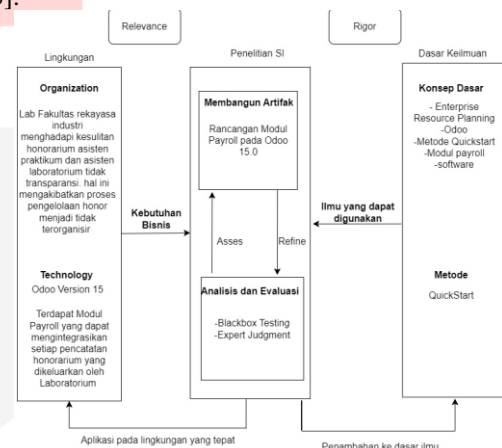 ].
Relevance
Rigor
Lingkungan
Penelitian SI
Dasar Keilmuan
Organization
Lab Fakultas rekayasa
industri
menghadapi kesulitan
honorarium asisten
praktikum dan asisten
laboratorium tidak
transparansi. hal ini
mengakibatkan proses
pengelolaan honor
menjadi tidak
terorganisir
Technology
Odoo Version 15
Terdapat Modul
Payroll yang dapat
mengintegrasikan
setiap pencatatan
honorarium yang
dikeluarkan oleh
Laboratorium
Kebutuhan
Bisnis
Membangun Artifak
Rancangan Modul
Payroll pada Odoo
15.0
Asses
Refine
Analisis dan Evaluasi
-Blackbox Testing
-Expert Judgment
Ilmu yang dapat
digunakan
Konsep Dasar
- Enterprise
Resource Planning
-Odoo
-Metode Quickstart
-Modul payroll
-software
Metode
QuickStart
Aplikasi pada lingkungan yang tepat
Penambahan ke dasar ilmu